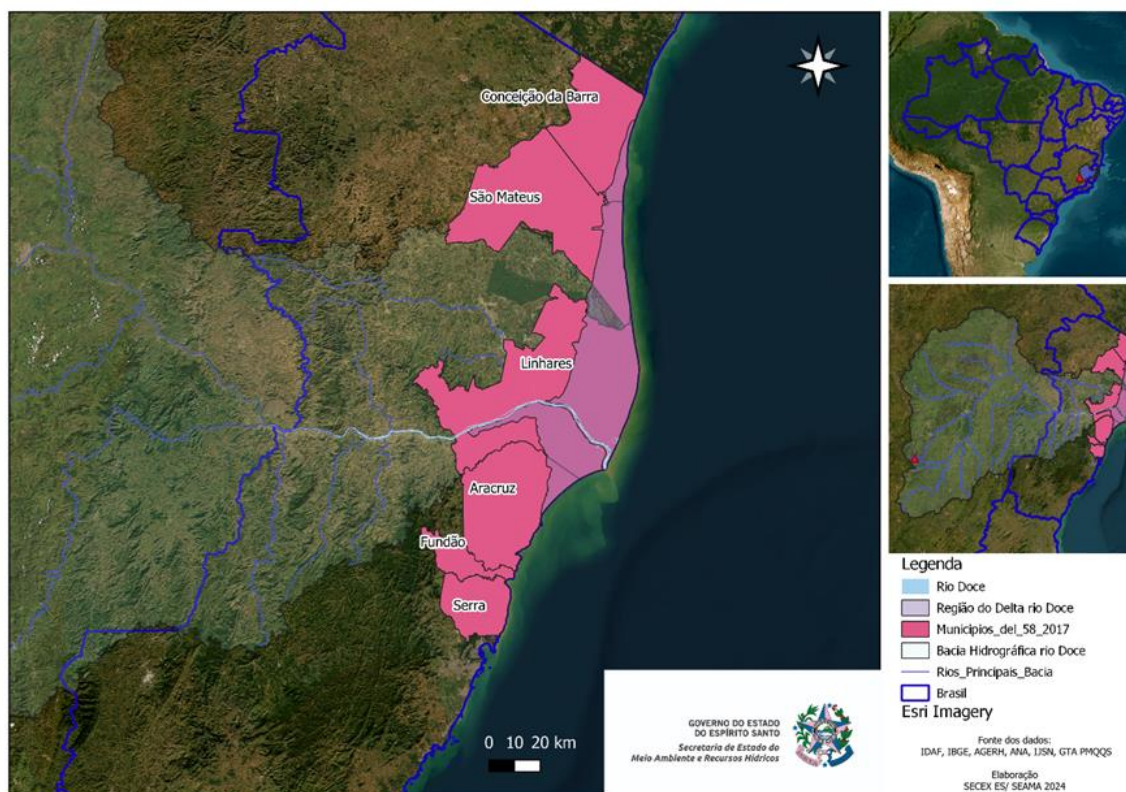 Conceição da Barra
São Mateus
Linhares
Aracruz
Fundão
Serra
0 10 20 km
GOVERNO DO ESTADO
DO ESPÍRITO SANTO
Secretaria de Estado do
Meio Ambiente e Recursos Hídricos
Legenda
Rio Doce
Região do Delta rio Doce
Municípios_del_58_2017
Bacia Hidrográfica rio Doce
Rios_Principais_Bacia
Brasil
Esri Imagery
Fonte dos dados:
IDAF, IBGE, AGERH, ANA, IJSN, GTA PMQQS
Elaboração
SECEX ES/ SEAMA 2024